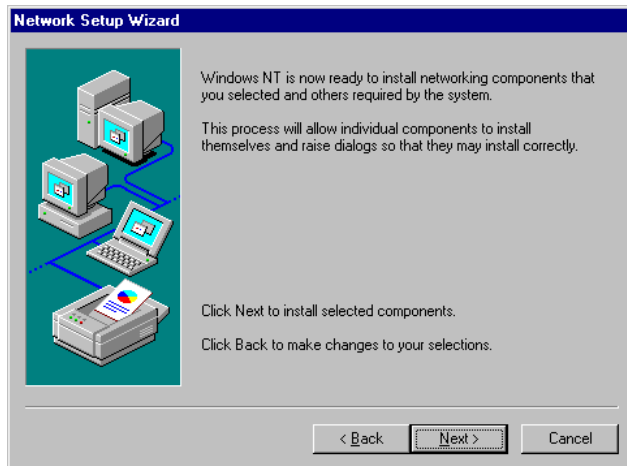 Network Setup Wizard
Windows NT is now ready to install networking components that
you selected and others required by the system.
This process will allow individual components to install
themselves and raise dialogs so that they may install correctly.
Click Next to install selected components.
Click Back to make changes to your selections.
< Back
Next >
Cancel